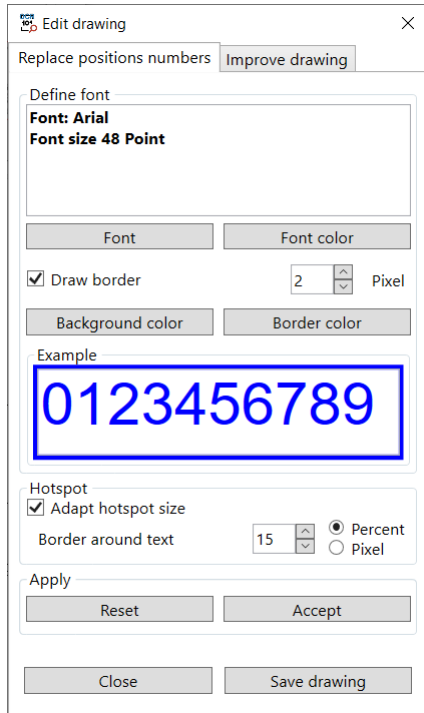 Edit drawing
Replace positions numbers
Improve drawing
Define font
Font: Arial
Font size 48 Point
Font
Font color
Draw border
2
Pixel
Background color
Border color
Example
0123456789
Hotspot
Adapt hotspot size
Border around text
15
Percent
Pixel
Apply
Reset
Accept
Close
Save drawing